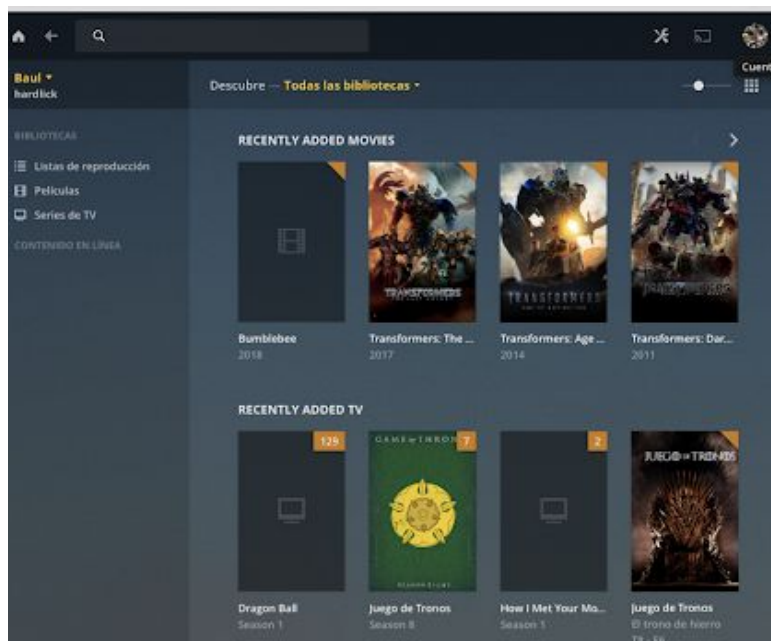 Cuent
Baul
hardlick
Descubre — Todas las bibliotecas
BIBLIOTECAS
Listas de reproducción
Películas
Series de TV
CONTENIDO EN LÍNEA
RECENTLY ADDED MOVIES
TRANSFORMERS
TRANSFORMERS
TRANSFORMERS
Bumblebee
2018
Transformers: The ...
2017
Transformers: Age ...
2014
Transformers: Dar...
2011
RECENTLY ADDED TV
129
GAME of THRON
7
2
JUEGO DE TRONOS
Dragon Ball
Season 1
Juego de Tronos
Season 8
How I Met Your Mo...
Season 1
Juego de Tronos
El trono de hierro